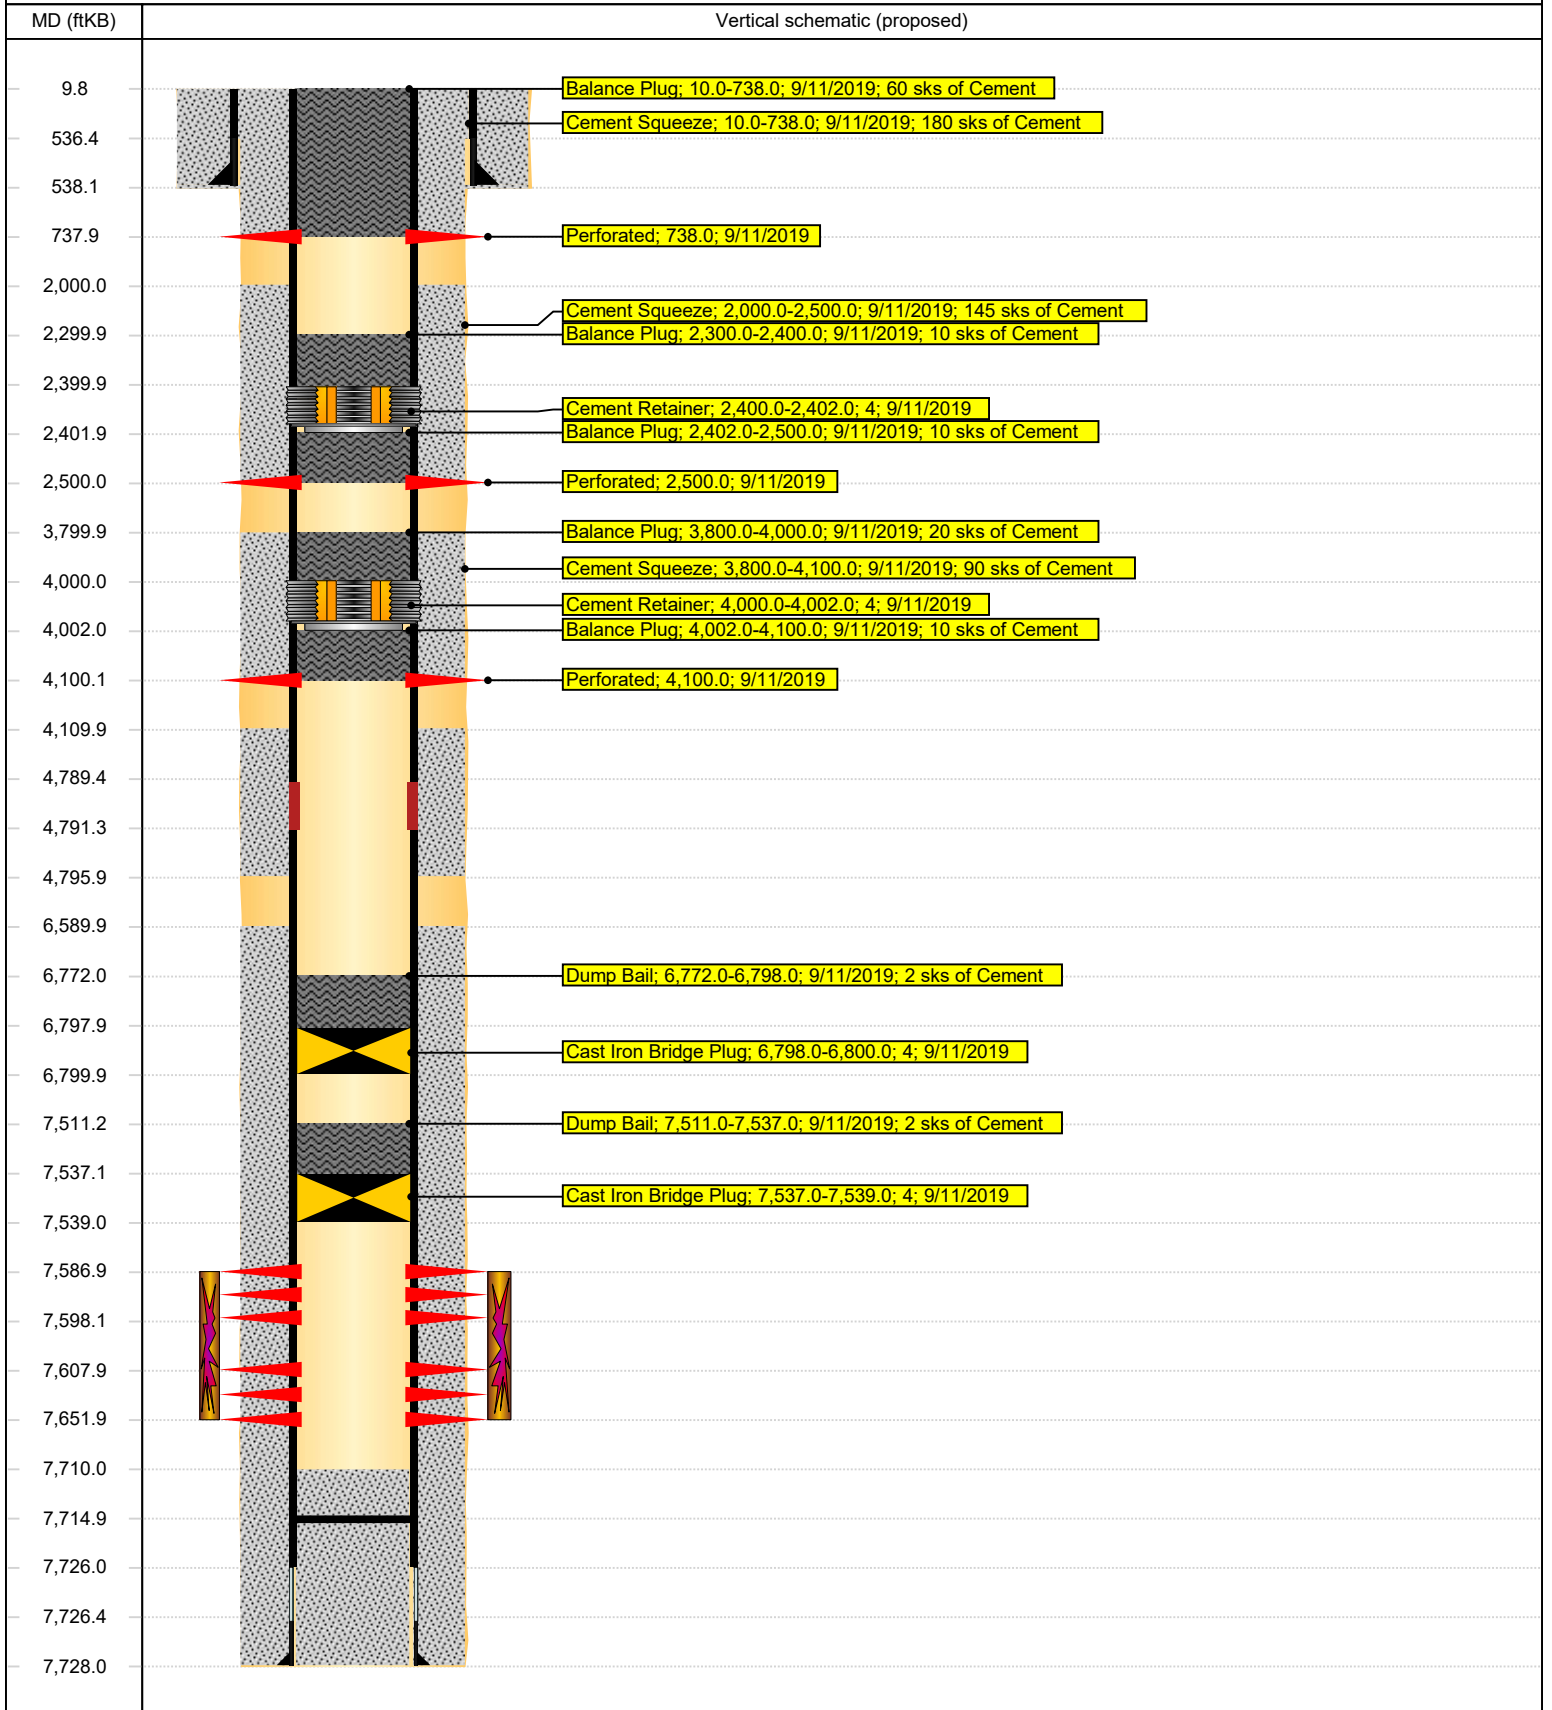 MD (ftKB)
Vertical schematic (proposed)
9.8
Balance Plug; 10.0-738.0; 9/11/2019; 60 sks of Cement
Cement Squeeze; 10.0-738.0; 9/11/2019; 180 sks of Cement
536.4
538.1
737.9
Perforated; 738.0; 9/11/2019
2,000.0
Cement Squeeze; 2,000.0-2,500.0; 9/11/2019; 145 sks of Cement
2,299.9
Balance Plug; 2,300.0-2,400.0; 9/11/2019; 10 sks of Cement
2,399.9
Cement Retainer; 2,400.0-2,402.0; 4; 9/11/2019
2,401.9
Balance Plug; 2,402.0-2,500.0; 9/11/2019; 10 sks of Cement
2,500.0
Perforated; 2,500.0; 9/11/2019
3,799.9
Balance Plug; 3,800.0-4,000.0; 9/11/2019; 20 sks of Cement
Cement Squeeze; 3,800.0-4,100.0; 9/11/2019; 90 sks of Cement
4,000.0
Cement Retainer; 4,000.0-4,002.0; 4; 9/11/2019
4,002.0
Balance Plug; 4,002.0-4,100.0; 9/11/2019; 10 sks of Cement
4,100.1
Perforated; 4,100.0; 9/11/2019
4,109.9
4,789.4
4,791.3
4,795.9
6,589.9
6,772.0
Dump Bail; 6,772.0-6,798.0; 9/11/2019; 2 sks of Cement
6,797.9
Cast Iron Bridge Plug; 6,798.0-6,800.0; 4; 9/11/2019
6,799.9
7,511.2
Dump Bail; 7,511.0-7,537.0; 9/11/2019; 2 sks of Cement
7,537.1
Cast Iron Bridge Plug; 7,537.0-7,539.0; 4; 9/11/2019
7,539.0
7,586.9
7,598.1
7,607.9
7,651.9
7,710.0
7,714.9
7,726.0
7,726.4
7,728.0